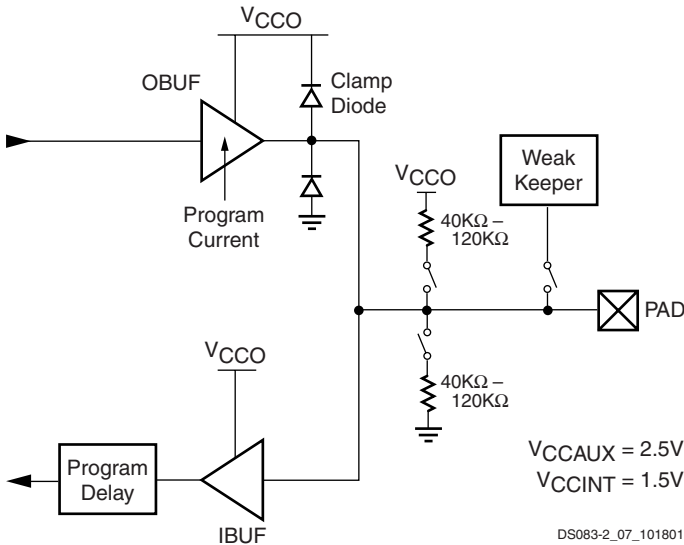 VCCO
OBUF
Clamp
Diode
Program
Current
VCCO
40KΩ –
120KΩ
Weak
Keeper
PAD
VCCO
40KΩ –
120KΩ
Program
Delay
IBUF
VCCAUX = 2.5V
VCCINT = 1.5V
DS083-2_07_101801